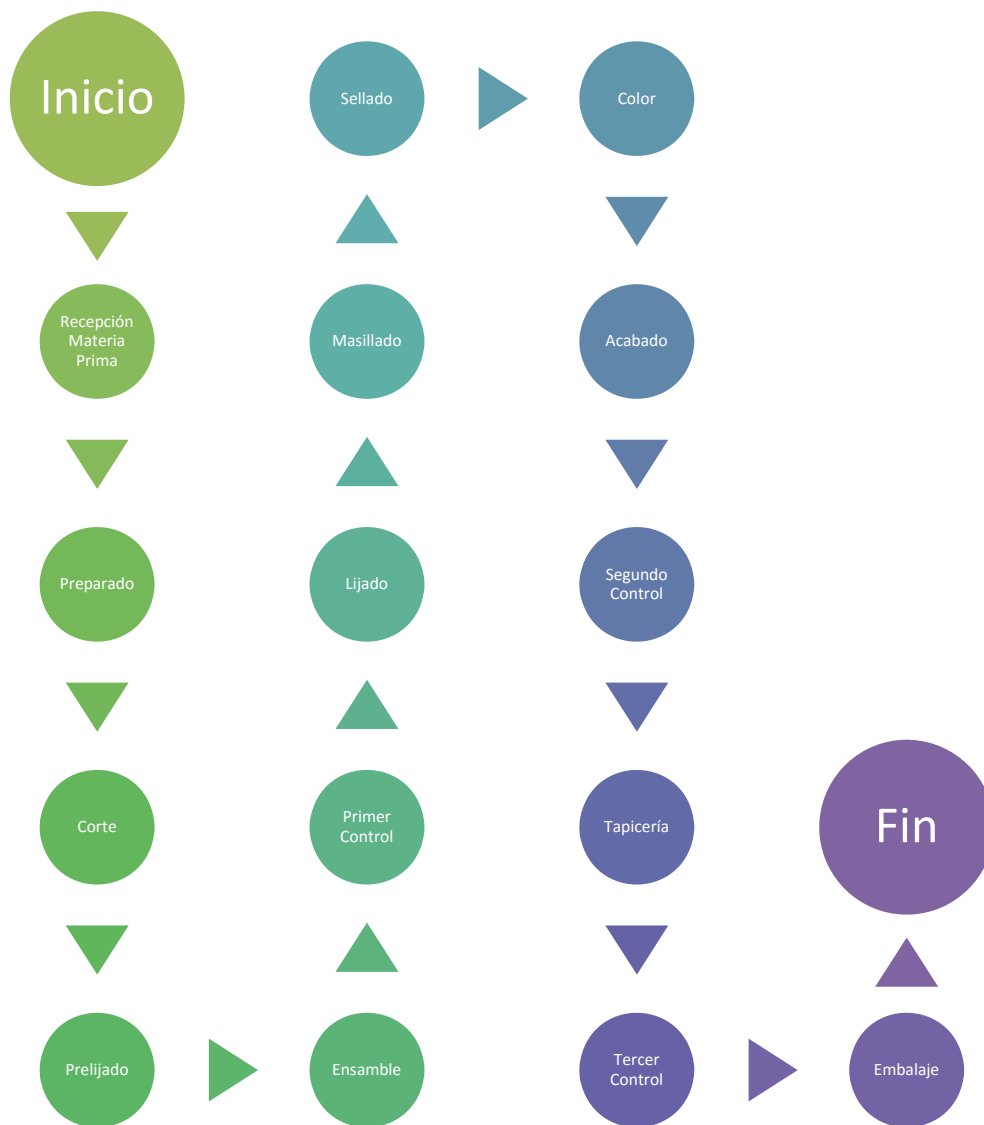 Inicio
Recepción
Materia
Prima
Preparado
Corte
Prelijado
Ensamble
Primer
Control
Lijado
Masillado
Sellado
Color
Acabado
Segundo
Control
Tapicería
Tercer
Control
Embalaje
Fin